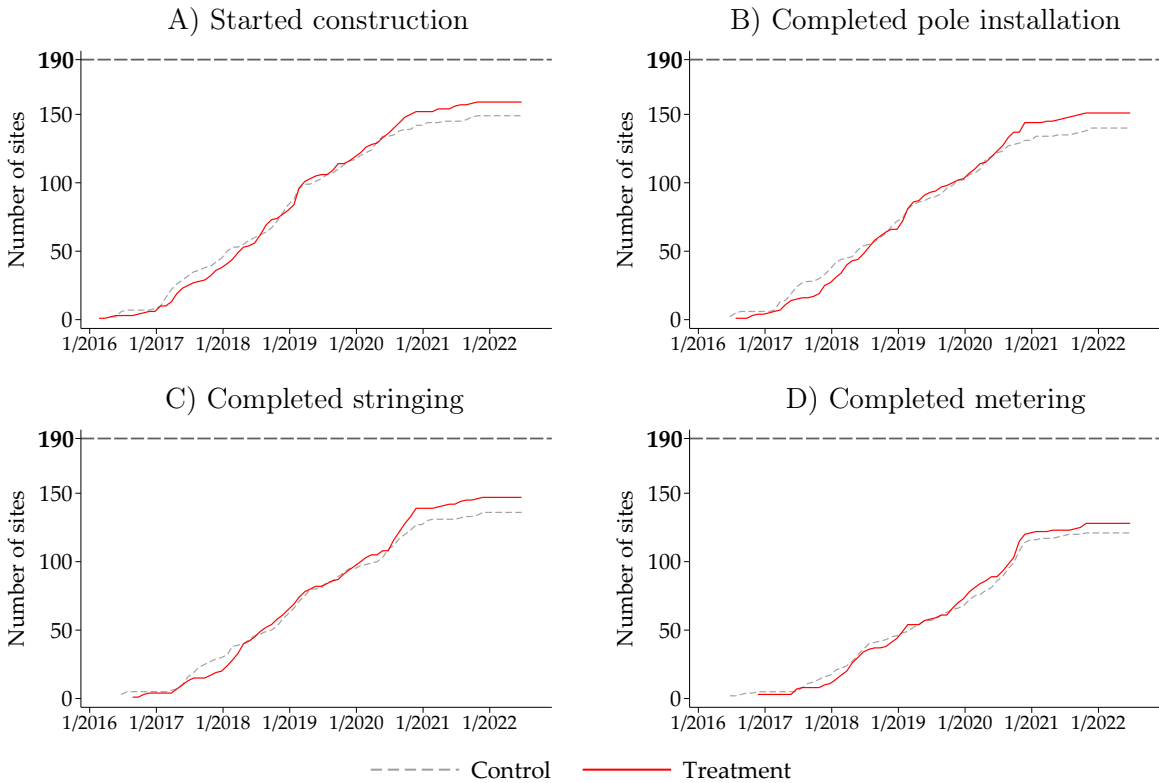 A) Started construction
B) Completed pole installation
190
150
100
50
0
Number of sites
1/2016 1/2017 1/2018 1/2019 1/2020 1/2021 1/2022
190
150
100
50
0
Number of sites
1/2016 1/2017 1/2018 1/2019 1/2020 1/2021 1/2022
C) Completed stringing
D) Completed metering
190
150
100
50
0
Number of sites
1/2016 1/2017 1/2018 1/2019 1/2020 1/2021 1/2022
190
150
100
50
0
Number of sites
1/2016 1/2017 1/2018 1/2019 1/2020 1/2021 1/2022
Control Treatment